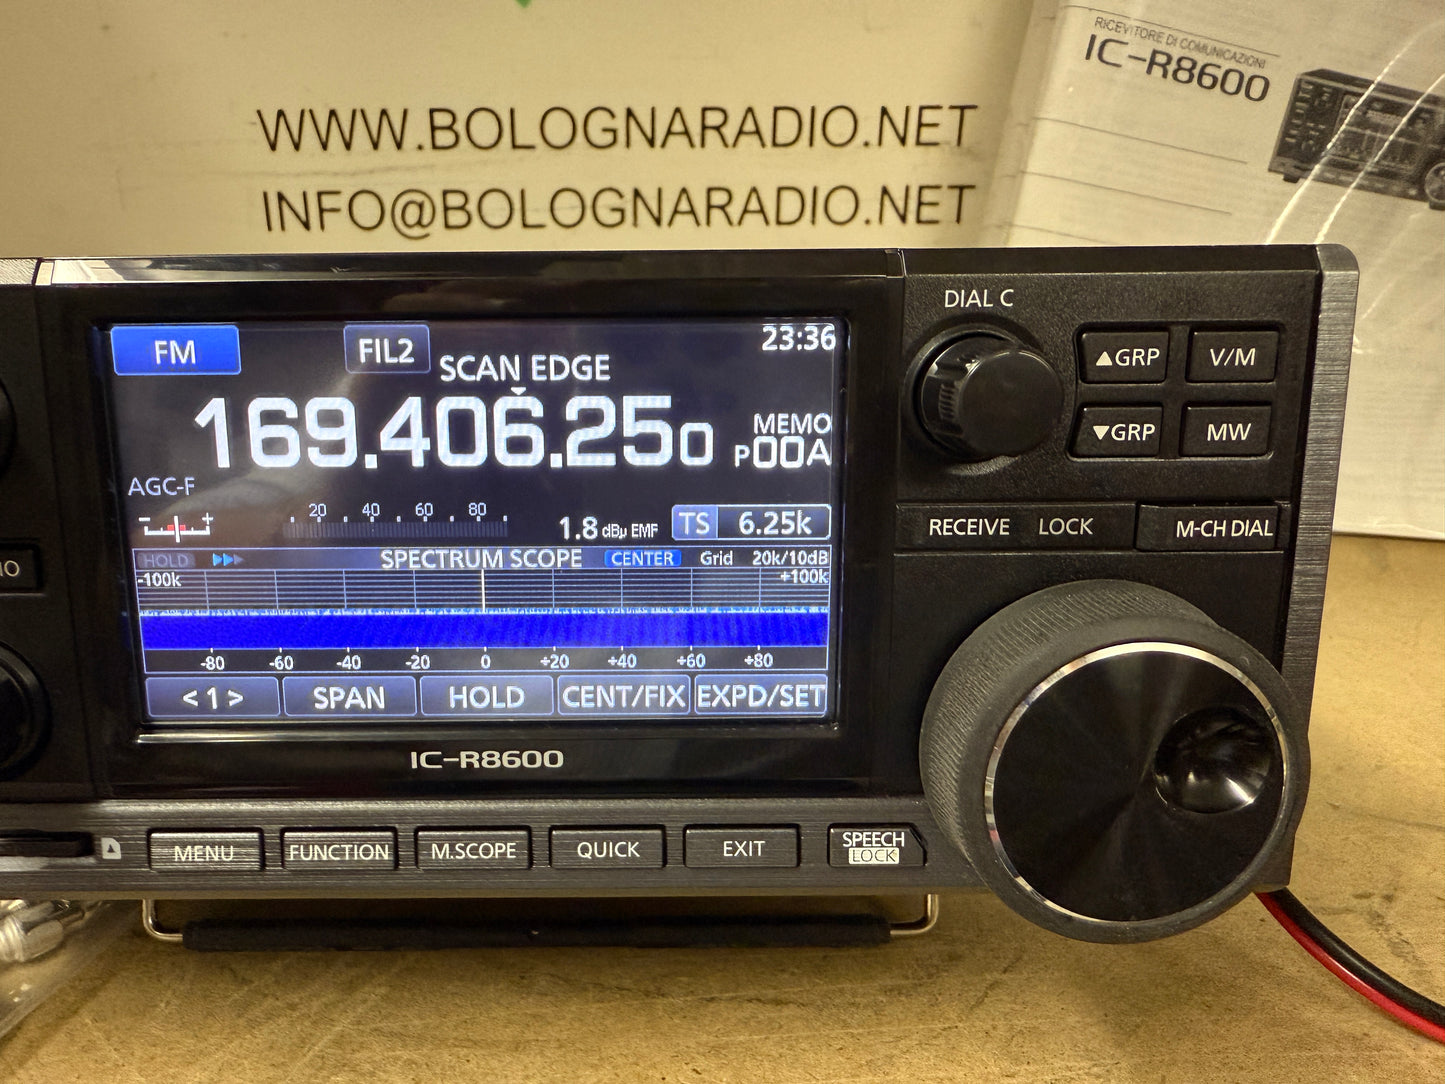 RICEVITORE DI COMUNICAZIONI
IC-R8600
WWW.BOLOGNARADIO.NET
INFO@BOLOGNARADIO.NET
DIAL C
FM
FIL2
23:36
SCAN EDGE
169.406.250
MEMO
P00A
▲GRP
V/M
▼GRP
MW
AGC-F
- +
20 40 60 80
1.8 dBμ EMF
TS 6.25k
RECEIVE LOCK
M-CH DIAL
HOLD
SPECTRUM SCOPE
CENTER
Grid
20k/10dB
-100k
+100k
-80 -60 -40 -20 0 +20 +40 +60 +80
< 1 >
SPAN
HOLD
CENT/FIX
EXPD/SET
IC-R8600
MENU
FUNCTION
M.SCOPE
QUICK
EXIT
SPEECH
LOCK